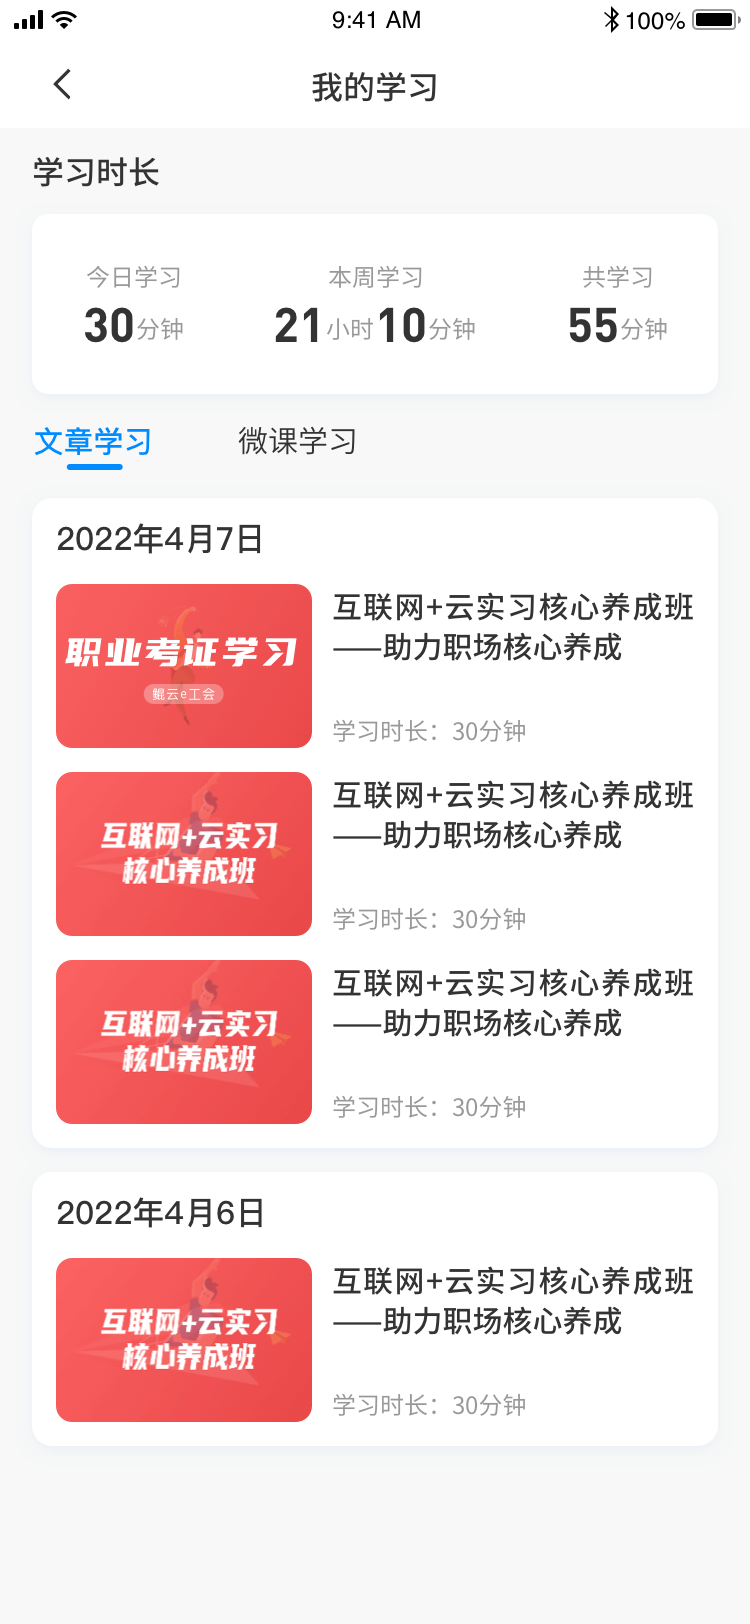 9:41 AM
100%
我的学习
学习时长
今日学习
本周学习
共学习
30分钟
21小时10分钟
55分钟
文章学习
微课学习
2022年4月7日
职业考证学习
鲲云e工会
互联网+云实习核心养成班
——助力职场核心养成
学习时长：30分钟
互联网+云实习
核心养成班
互联网+云实习核心养成班
——助力职场核心养成
学习时长：30分钟
互联网+云实习
核心养成班
互联网+云实习核心养成班
——助力职场核心养成
学习时长：30分钟
2022年4月6日
互联网+云实习
核心养成班
互联网+云实习核心养成班
——助力职场核心养成
学习时长：30分钟